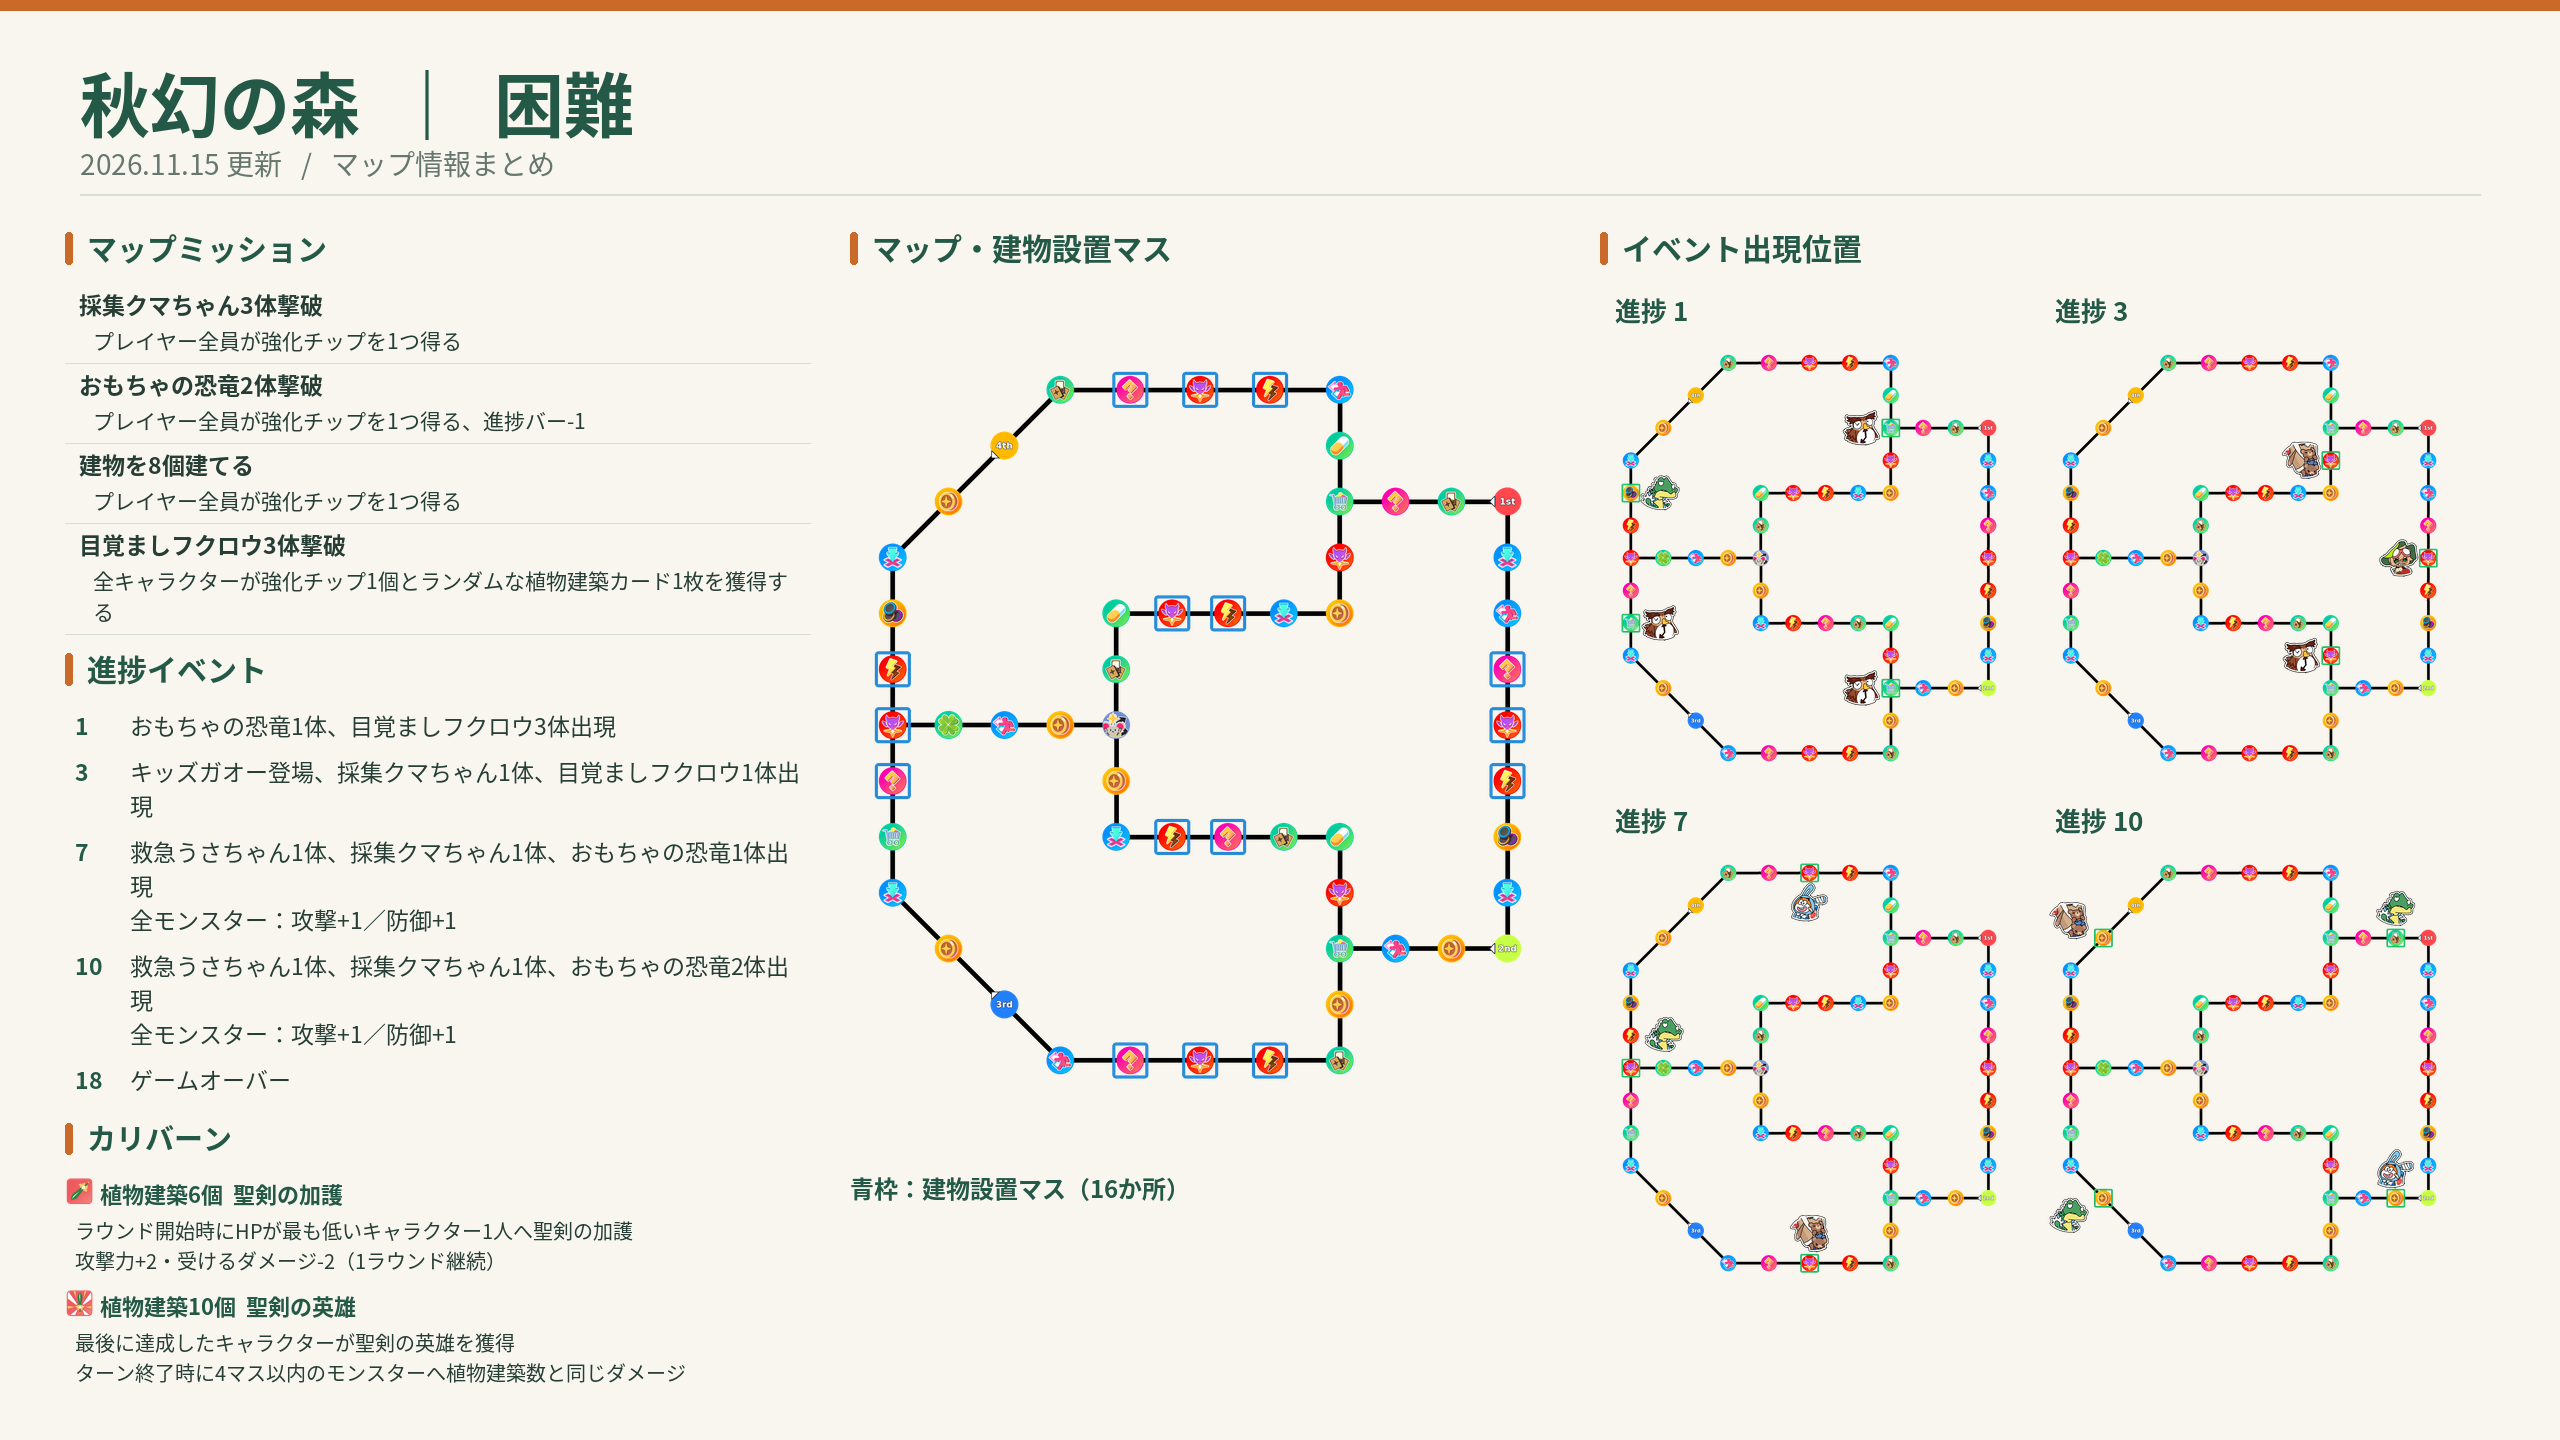 秋幻の森 ｜ 困難
2026.11.15 更新 / マップ情報まとめ
マップミッション
採集クマちゃん3体撃破
プレイヤー全員が強化チップを1つ得る
おもちゃの恐竜2体撃破
プレイヤー全員が強化チップを1つ得る、進捗バー-1
建物を8個建てる
プレイヤー全員が強化チップを1つ得る
目覚ましフクロウ3体撃破
全キャラクターが強化チップ1個とランダムな植物建築カード1枚を獲得す
る
進捗イベント
1 おもちゃの恐竜1体、目覚ましフクロウ3体出現
3 キッズガオー登場、採集クマちゃん1体、目覚ましフクロウ1体出
現
7 救急うさちゃん1体、採集クマちゃん1体、おもちゃの恐竜1体出
現
全モンスター：攻撃+1／防御+1
10 救急うさちゃん1体、採集クマちゃん1体、おもちゃの恐竜2体出
現
全モンスター：攻撃+1／防御+1
18 ゲームオーバー
カリバーン
植物建築6個 聖剣の加護
ラウンド開始時にHPが最も低いキャラクター1人へ聖剣の加護
攻撃力+2・受けるダメージ-2（1ラウンド継続）
植物建築10個 聖剣の英雄
最後に達成したキャラクターが聖剣の英雄を獲得
ターン終了時に4マス以内のモンスターへ植物建築数と同じダメージ
マップ・建物設置マス
4th
1st
2nd
3rd
青枠：建物設置マス（16か所）
イベント出現位置
進捗 1
4th
1st
2nd
3rd
進捗 3
4th
1st
2nd
3rd
進捗 7
4th
1st
2nd
3rd
進捗 10
4th
1st
2nd
3rd